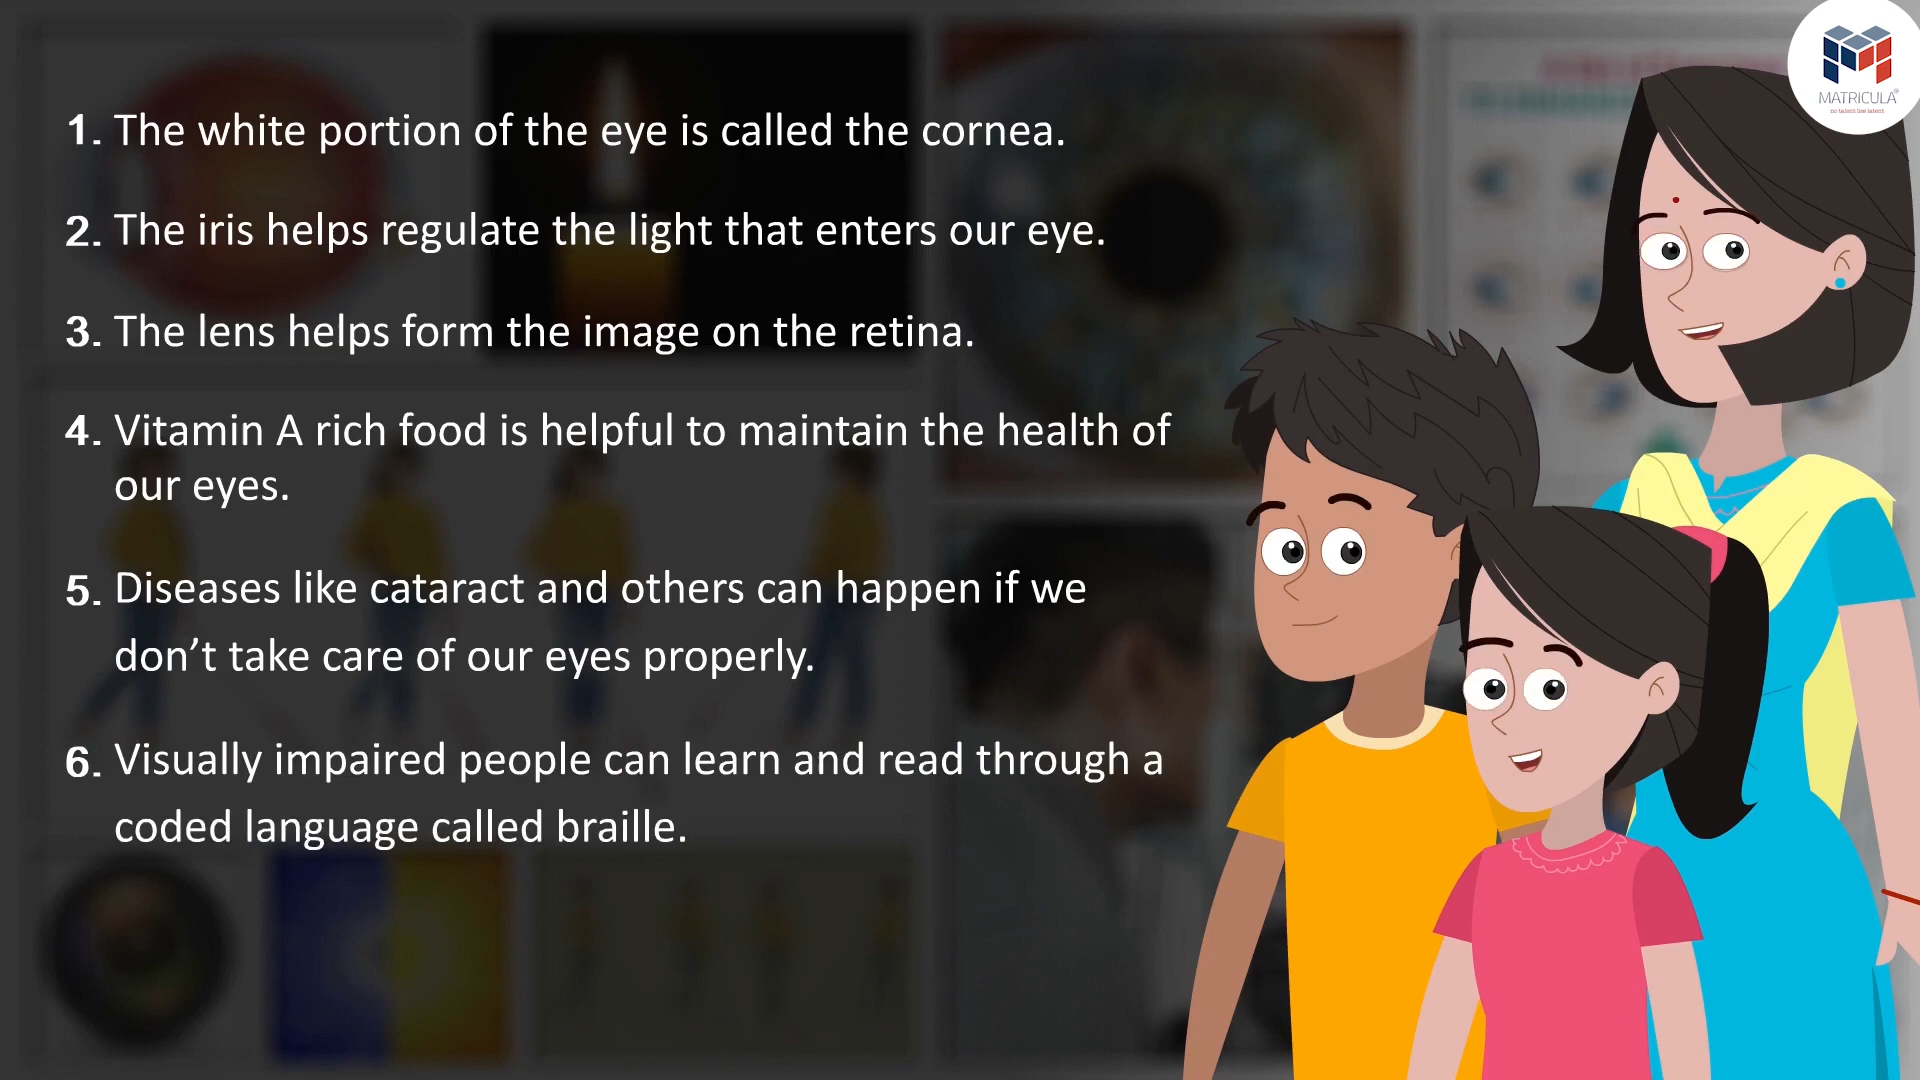 MATRICULA
no talent lies latent
1. The white portion of the eye is called the cornea.
2. The iris helps regulate the light that enters our eye.
3. The lens helps form the image on the retina.
4. Vitamin A rich food is helpful to maintain the health of
our eyes.
5. Diseases like cataract and others can happen if we
don’t take care of our eyes properly.
6. Visually impaired people can learn and read through a
coded language called braille.